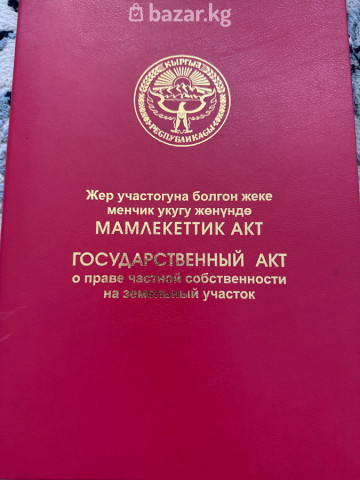 bazar.kg
КЫРГЫЗ
РЕСПУБЛИКАСЫ
Жер участогуна болгон жеке
менчик укугу жөнүндө
МАМЛЕКЕТТИК АКТ
ГОСУДАРСТВЕННЫЙ АКТ
о праве частной собственности
на земельный участок